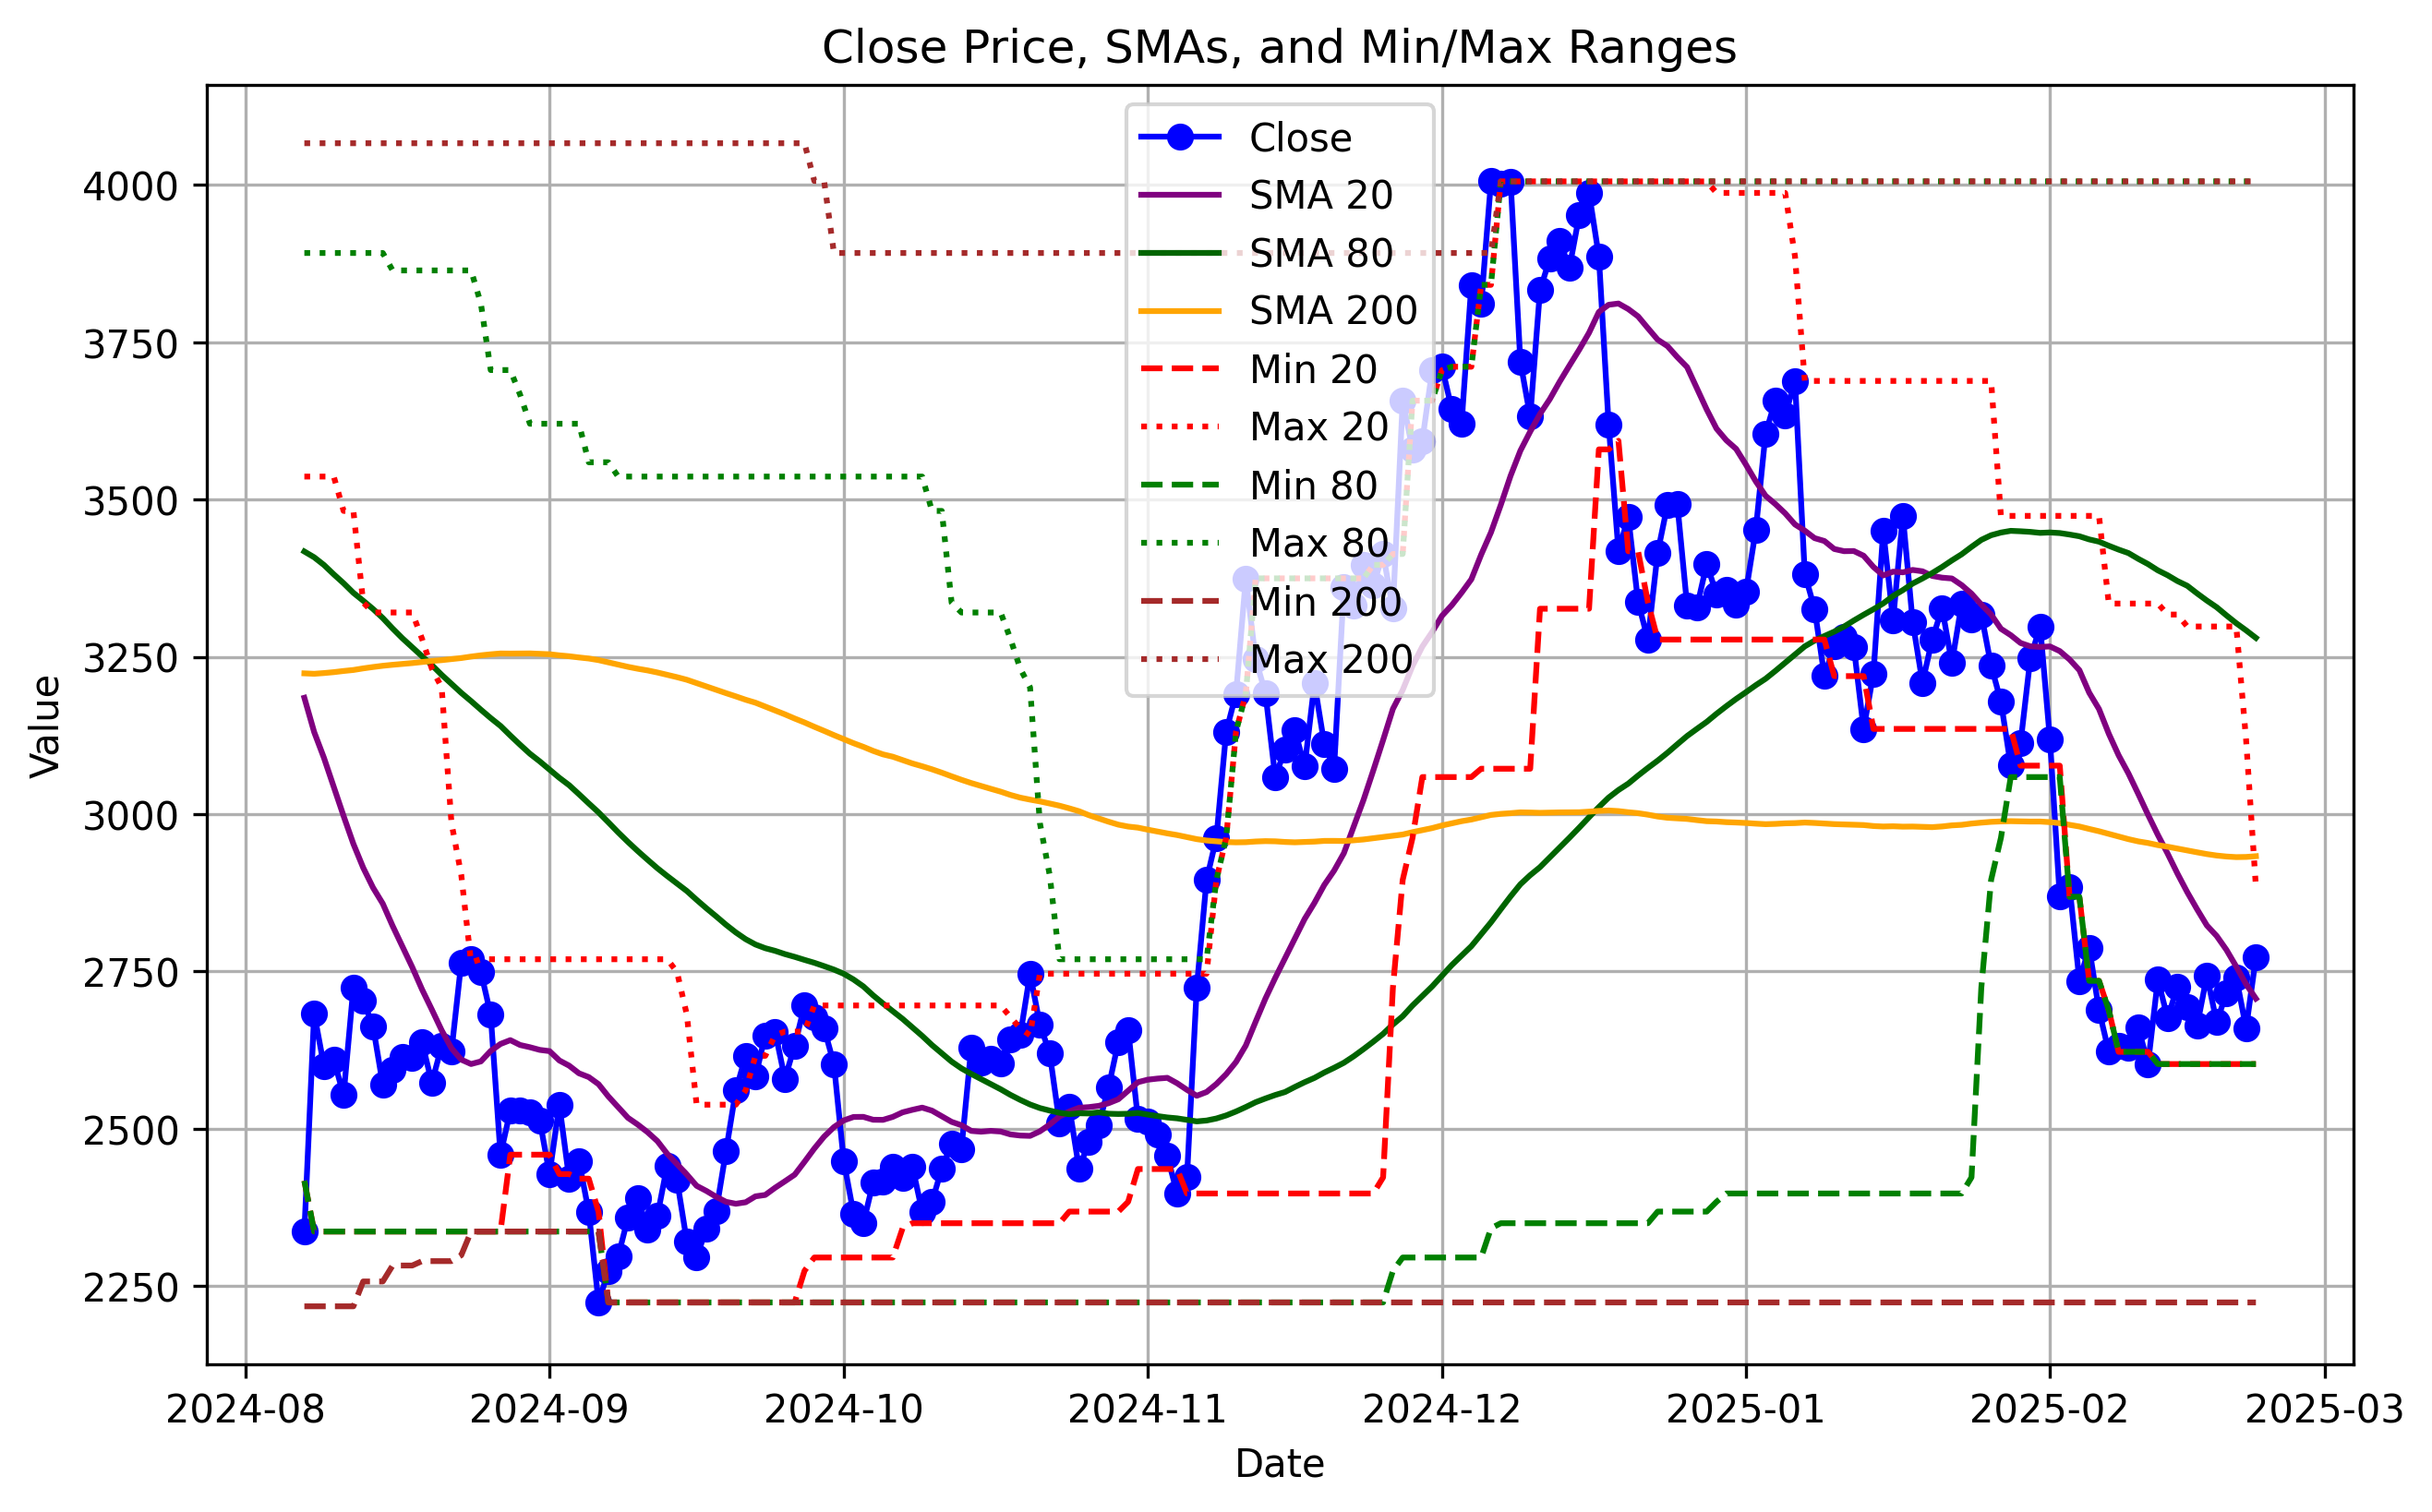 Close Price, SMAs, and Min/Max Ranges
Close
SMA 20
SMA 80
SMA 200
Min 20
Max 20
Min 80
Max 80
Min 200
Max 200
Value
4000
3750
3500
3250
3000
2750
2500
2250
2024-08
2024-09
2024-10
2024-11
2024-12
2025-01
2025-02
2025-03
Date